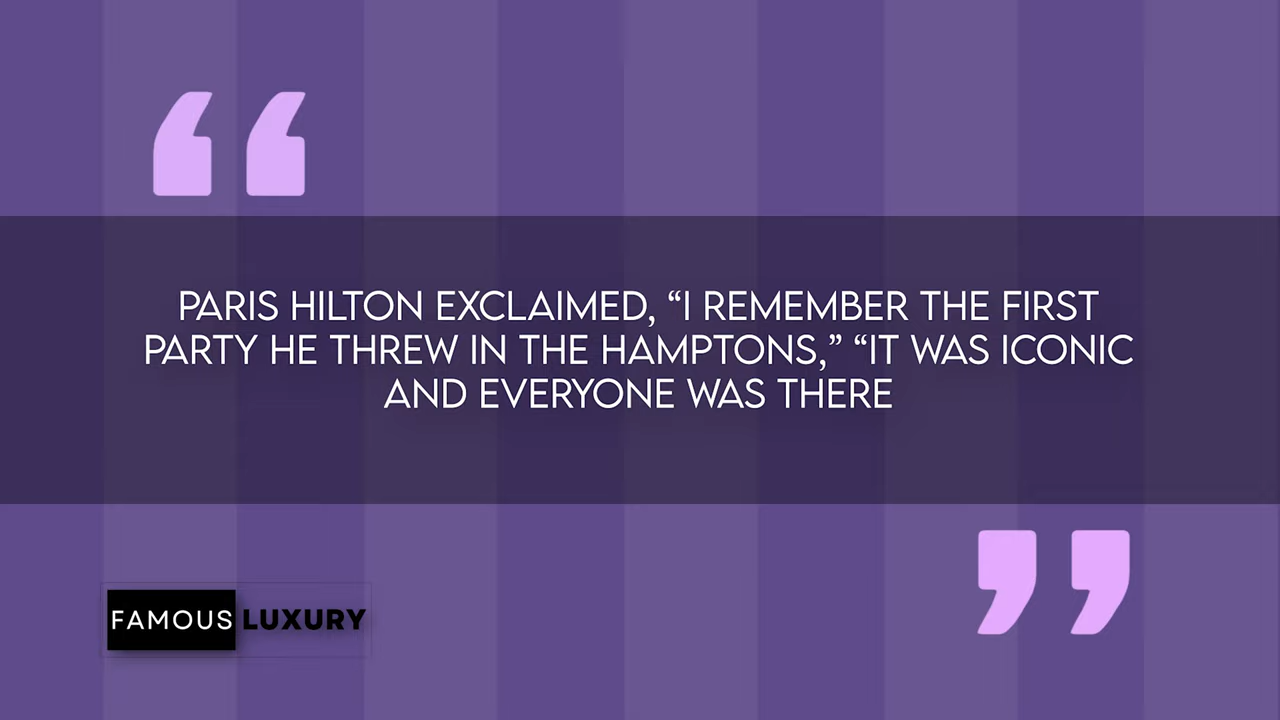 PARIS HILTON EXCLAIMED, “I REMEMBER THE FIRST
PARTY HE THREW IN THE HAMPTONS,” “IT WAS ICONIC
AND EVERYONE WAS THERE
FAMOUS LUXURY